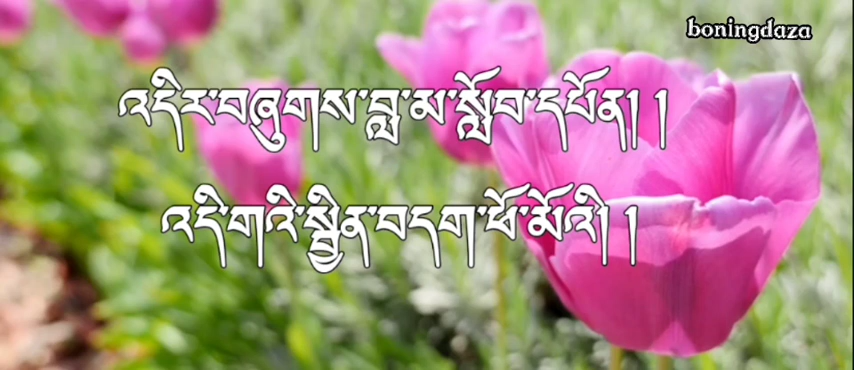 boningdaza
འདིར་བཞུགས་བླ་མ་སློབ་དཔོན། །
འདི་གའི་སྦྱིན་བདག་ཕོ་མོའི། །